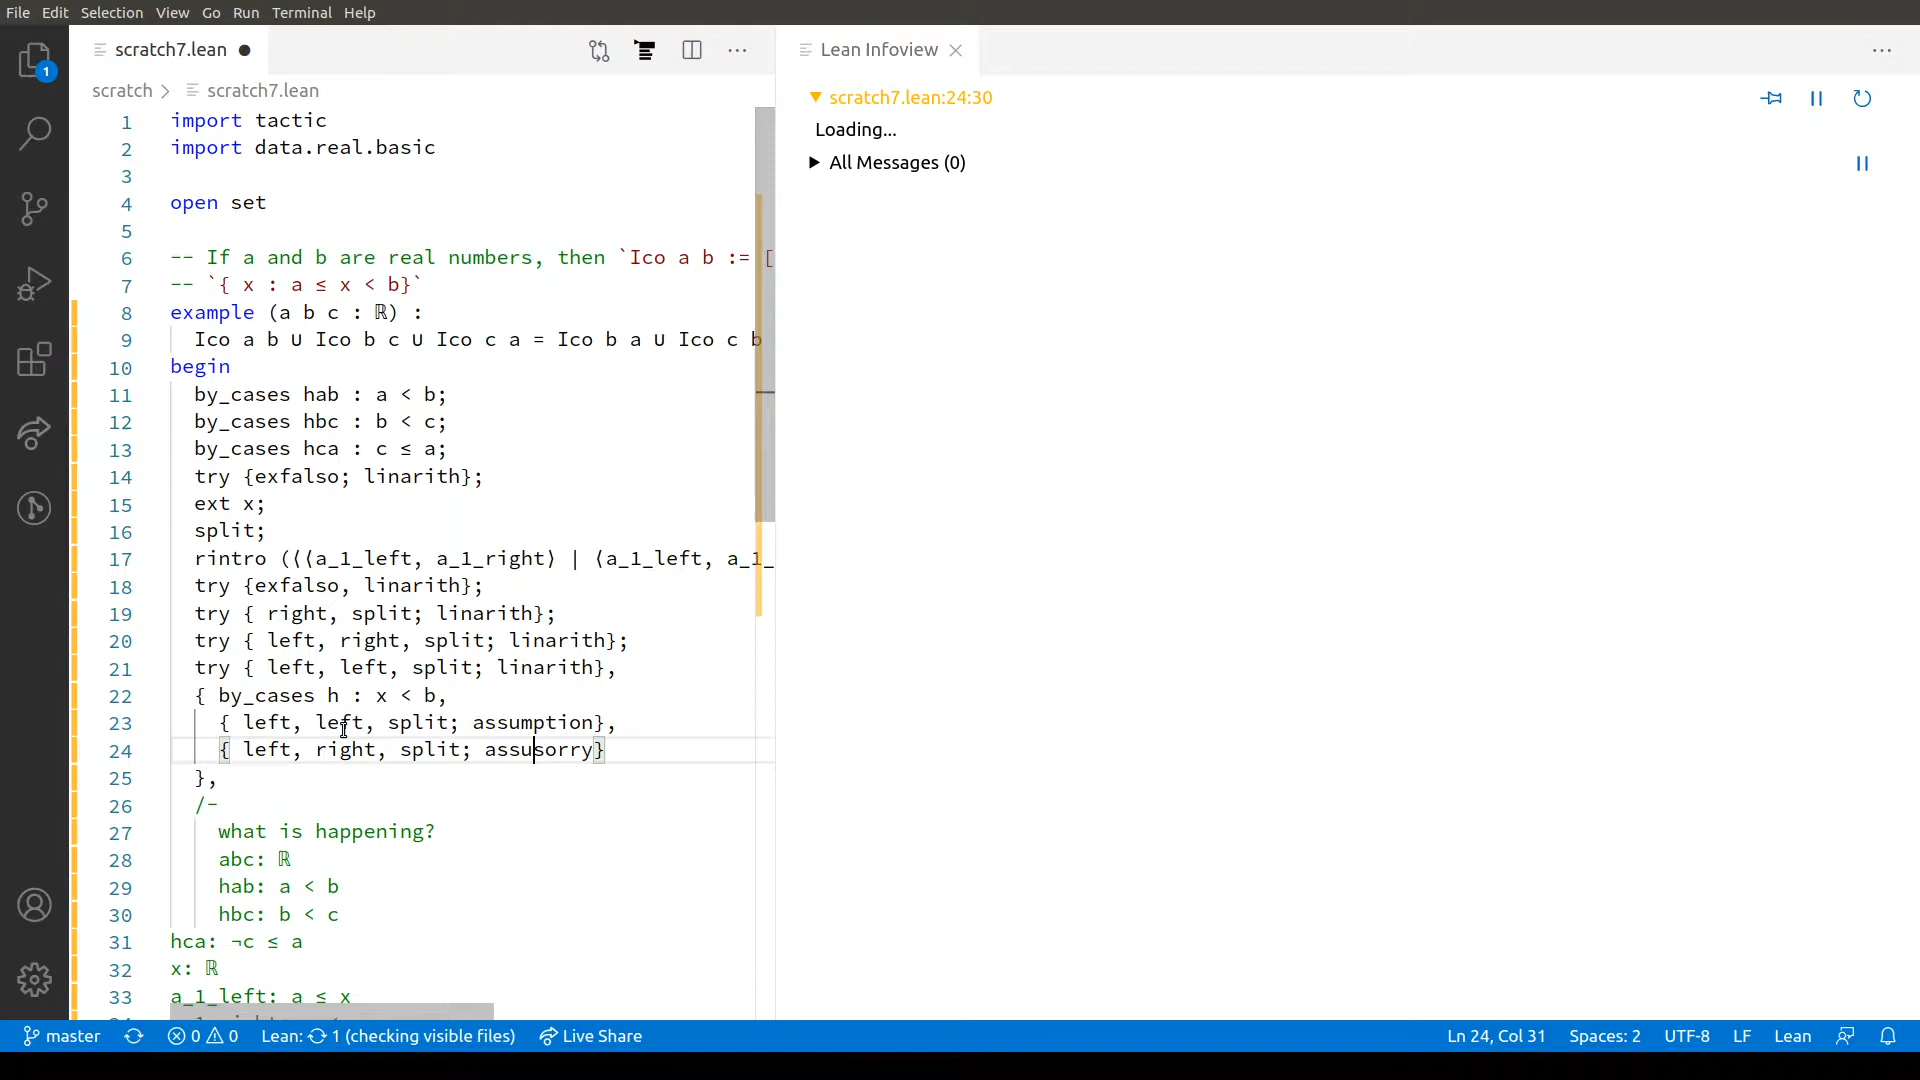 File Edit Selection View Go Run Terminal Help
scratch7.lean
scratch > scratch7.lean
1
1 import tactic
2 import data.real.basic
3
4 open set
5
6 -- If a and b are real numbers, then `Ico a b := [
7 -- `{ x : a ≤ x < b}`
8 example (a b c : ℝ) :
9 Ico a b ∪ Ico b c ∪ Ico c a = Ico b a ∪ Ico c b
10 begin
11 by_cases hab : a < b;
12 by_cases hbc : b < c;
13 by_cases hca : c ≤ a;
14 try {exfalso; linarith};
15 ext x;
16 split;
17 rintro (⟨⟨a_1_left, a_1_right⟩ | ⟨a_1_left, a_1_
18 try {exfalso, linarith};
19 try { right, split; linarith};
20 try { left, right, split; linarith};
21 try { left, left, split; linarith},
22 { by_cases h : x < b,
23 { left, left, split; assumption},
24 { left, right, split; assusorry}
25 },
26 /-
27 what is happening?
28 abc: ℝ
29 hab: a < b
30 hbc: b < c
31 hca: ¬c ≤ a
32 x: ℝ
33 a_1_left: a ≤ x
Lean Infoview
scratch7.lean:24:30
Loading...
All Messages (0)
master 0 0 Lean: 1 (checking visible files) Live Share Ln 24, Col 31 Spaces: 2 UTF-8 LF Lean